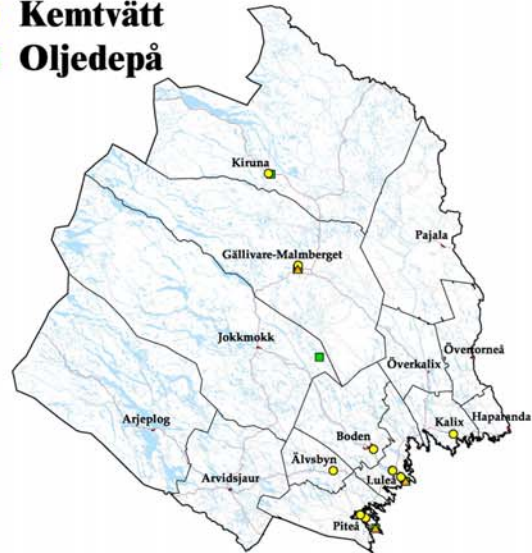 Kemtvätt
Oljedepå
Kiruna
Pajala
Gällivare-Malmberget
Jokkmokk
Övertorneå
Överkalix
Arjeplog
Kalix
Haparanda
Boden
Älvsbyn
Arvidsjaur
Luleå
Piteå